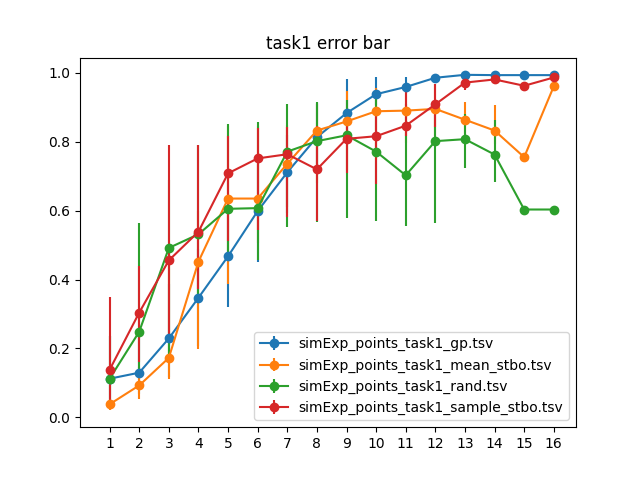 task1 error bar
1.0
0.8
0.6
0.4
0.2
0.0
simExp_points_task1_gp.tsv
simExp_points_task1_mean_stbo.tsv
simExp_points_task1_rand.tsv
simExp_points_task1_sample_stbo.tsv
1 2 3 4 5 6 7 8 9 10 11 12 13 14 15 16